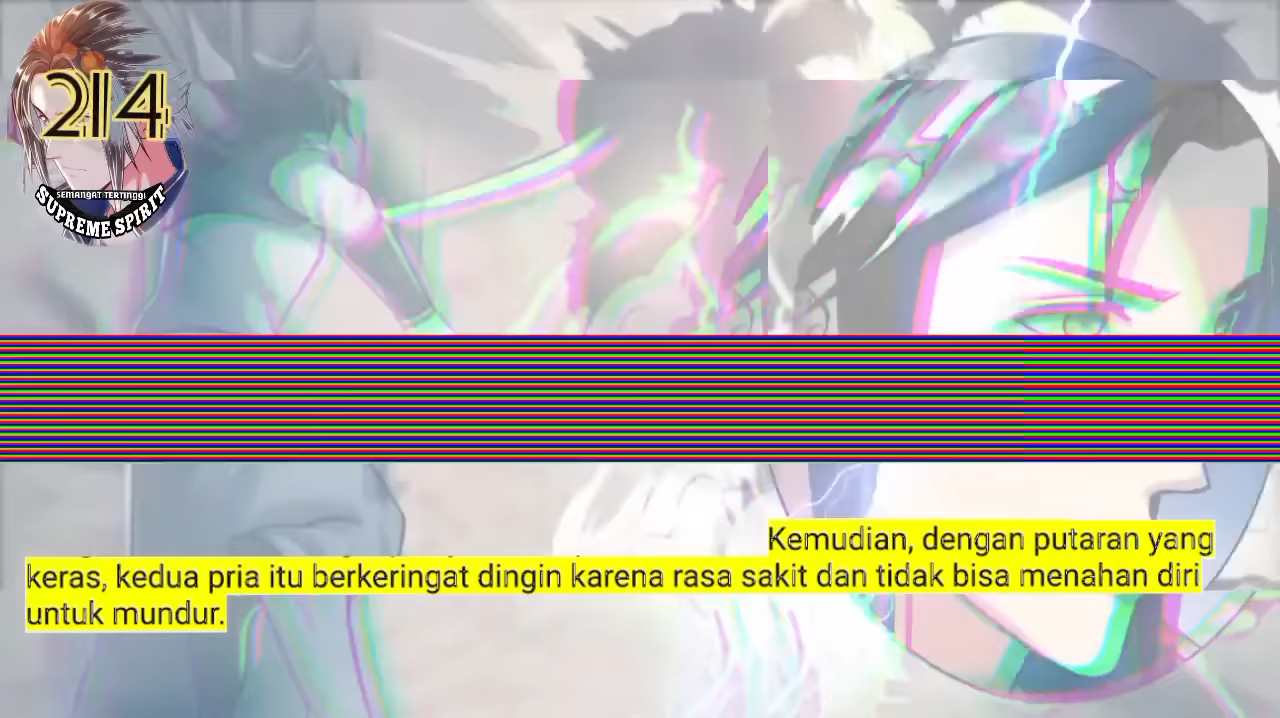 214
SEMANGAT TERTINGGI
SUPREME SPIRIT
Kemudian, dengan putaran yang
keras, kedua pria itu berkeringat dingin karena rasa sakit dan tidak bisa menahan diri
untuk mundur.